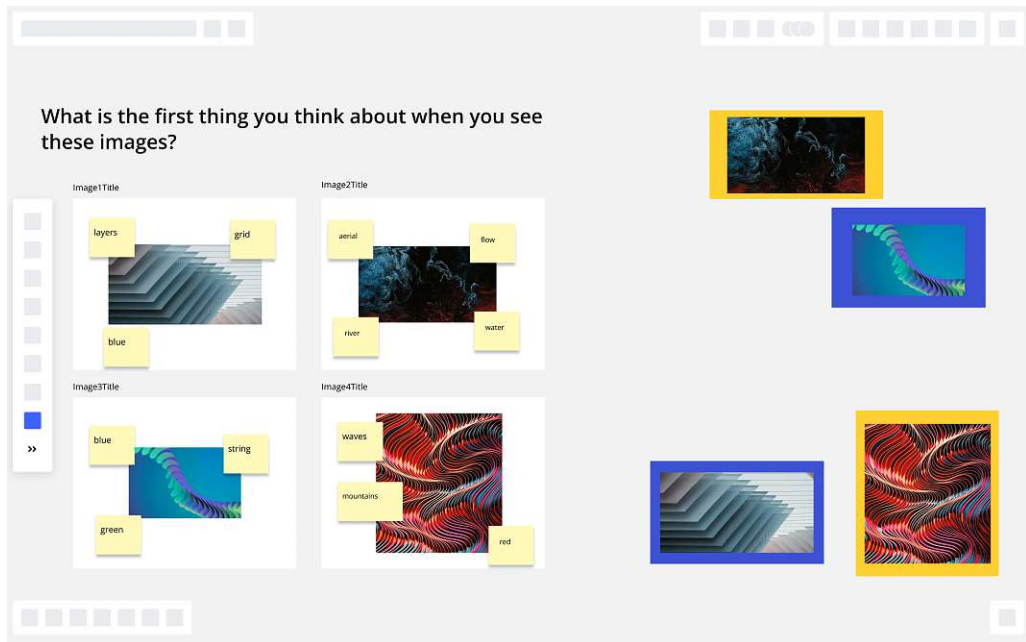 What is the first thing you think about when you see
these images?
Image1Title
layers
grid
blue
Image2Title
aerial
flow
river
water
Image3Title
blue
string
green
Image4Title
waves
mountains
red